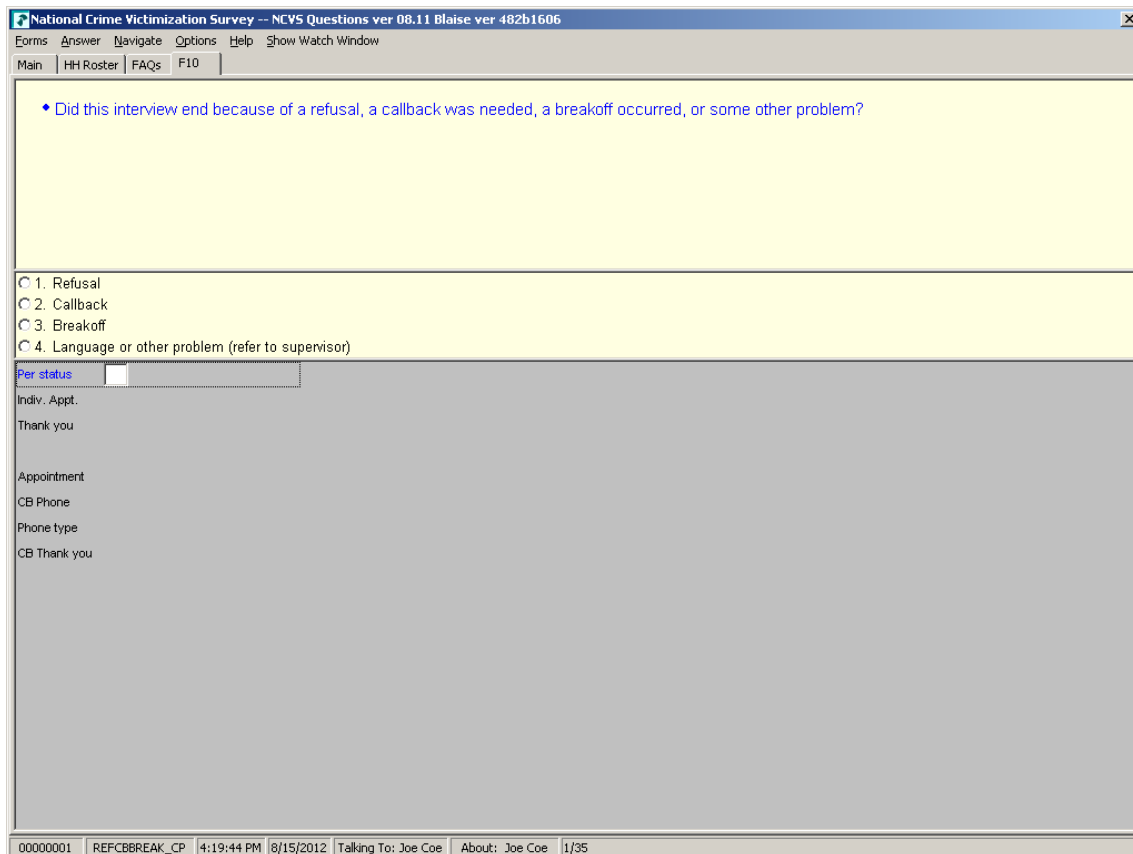 National Crime Victimization Survey -- NCVS Questions ver 08.11 Blaise ver 482b1606
Forms Answer Navigate Options Help Show Watch Window
Main HH Roster FAQs F10
Did this interview end because of a refusal, a callback was needed, a breakoff occurred, or some other problem?
1. Refusal
2. Callback
3. Breakoff
4. Language or other problem (refer to supervisor)
Per status
Indiv. Appt.
Thank you
Appointment
CB Phone
Phone type
CB Thank you
00000001 REFCBBREAK_CP 4:19:44 PM 8/15/2012 Talking To: Joe Coe About: Joe Coe 1/35